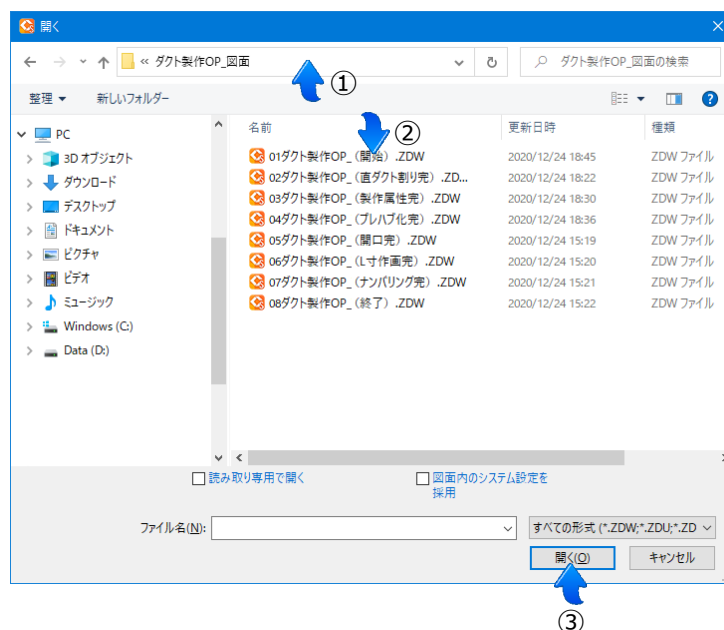 開く
« ダクト製作OP_図面
ダクト製作OP_図面の検索
①
整理 新しいフォルダー
名前 更新日時 種類
②
PC
3D オブジェクト
ダウンロード
デスクトップ
ドキュメント
ピクチャ
ビデオ
ミュージック
Windows (C:)
Data (D:)
01ダクト製作OP_（開始）.ZDW 2020/12/24 18:45 ZDW ファイル
02ダクト製作OP_（直ダクト割り完）.ZD... 2020/12/24 18:22 ZDW ファイル
03ダクト製作OP_（製作属性完）.ZDW 2020/12/24 18:30 ZDW ファイル
04ダクト製作OP_（プレハブ化完）.ZDW 2020/12/24 18:36 ZDW ファイル
05ダクト製作OP_（開口完）.ZDW 2020/12/24 15:19 ZDW ファイル
06ダクト製作OP_（L寸作画完）.ZDW 2020/12/24 15:20 ZDW ファイル
07ダクト製作OP_（ナンバリング完）.ZDW 2020/12/24 15:21 ZDW ファイル
08ダクト製作OP_（終了）.ZDW 2020/12/24 15:22 ZDW ファイル
読み取り専用で開く
図面内のシステム設定を
採用
ファイル名(N): すべての形式 (*.ZDW;*.ZDU;*.ZD
開く(O) キャンセル
③